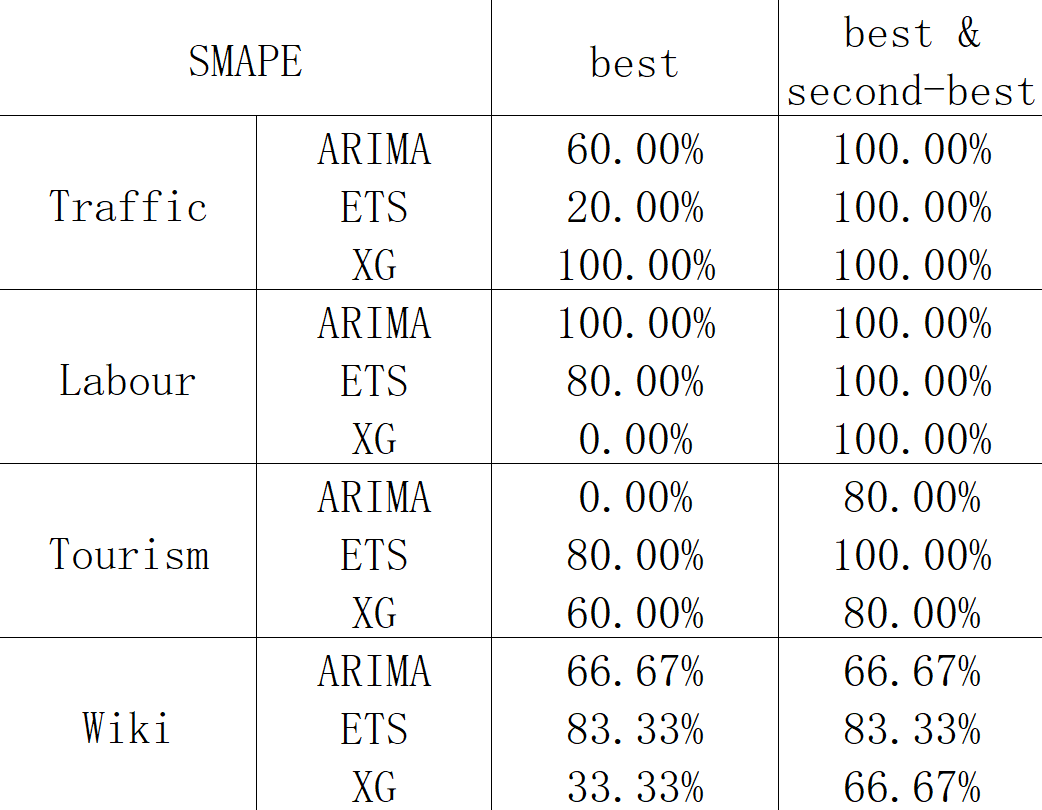 SMAPE best best &
second-best
Traffic ARIMA 60.00% 100.00%
ETS 20.00% 100.00%
XG 100.00% 100.00%
Labour ARIMA 100.00% 100.00%
ETS 80.00% 100.00%
XG 0.00% 100.00%
Tourism ARIMA 0.00% 80.00%
ETS 80.00% 100.00%
XG 60.00% 80.00%
Wiki ARIMA 66.67% 66.67%
ETS 83.33% 83.33%
XG 33.33% 66.67%